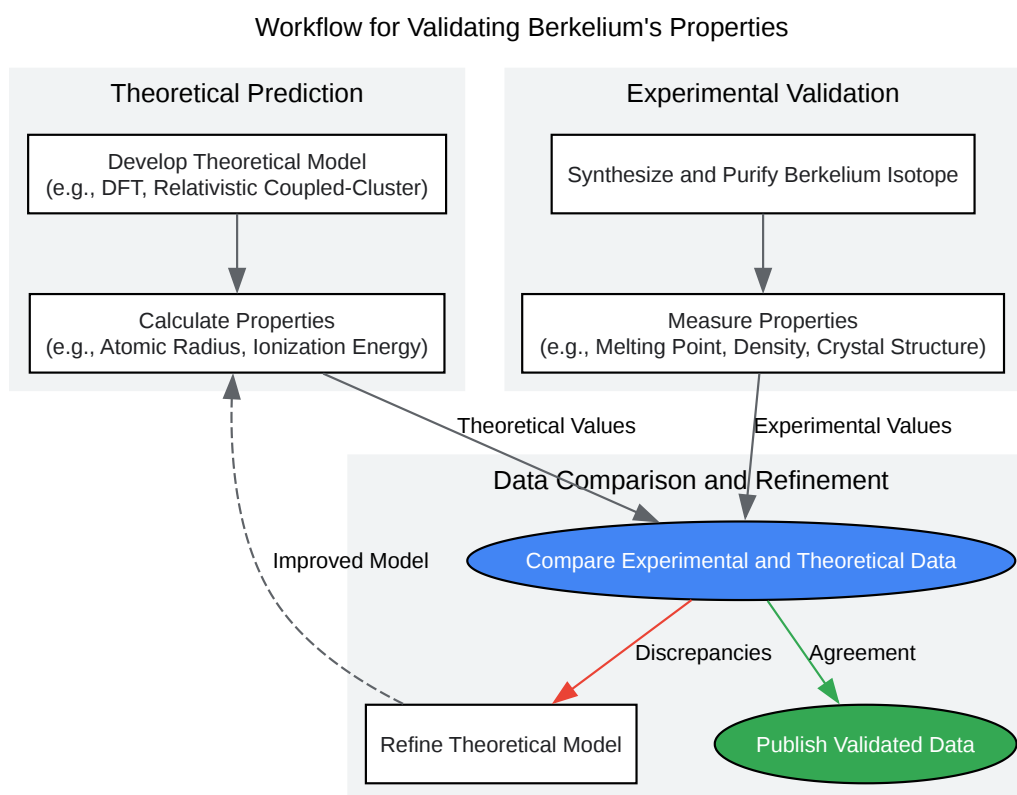 Workflow for Validating Berkelium's Properties
Theoretical Prediction
Develop Theoretical Model
(e.g., DFT, Relativistic Coupled-Cluster)
Calculate Properties
(e.g., Atomic Radius, Ionization Energy)
Experimental Validation
Synthesize and Purify Berkelium Isotope
Measure Properties
(e.g., Melting Point, Density, Crystal Structure)
Theoretical Values
Experimental Values
Data Comparison and Refinement
Compare Experimental and Theoretical Data
Improved Model
Discrepancies
Agreement
Refine Theoretical Model
Publish Validated Data